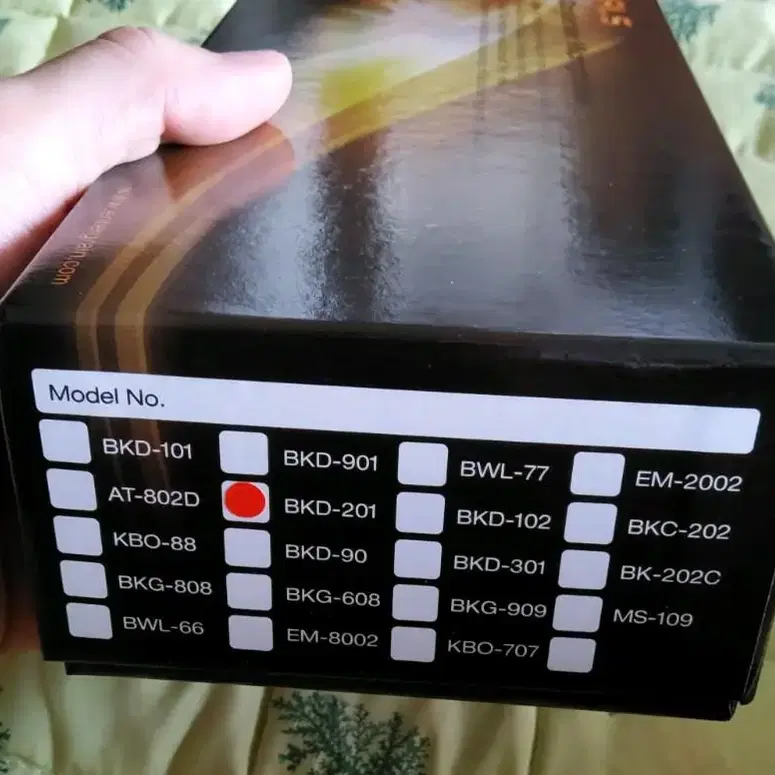 Model No.
BKD-101 BKD-901 BWL-77 EM-2002
AT-802D BKD-201 BKD-102 BKC-202
KBO-88 BKD-90 BKD-301 BK-202C
BKG-808 BKG-608 BKG-909 MS-109
BWL-66 EM-8002 KBO-707